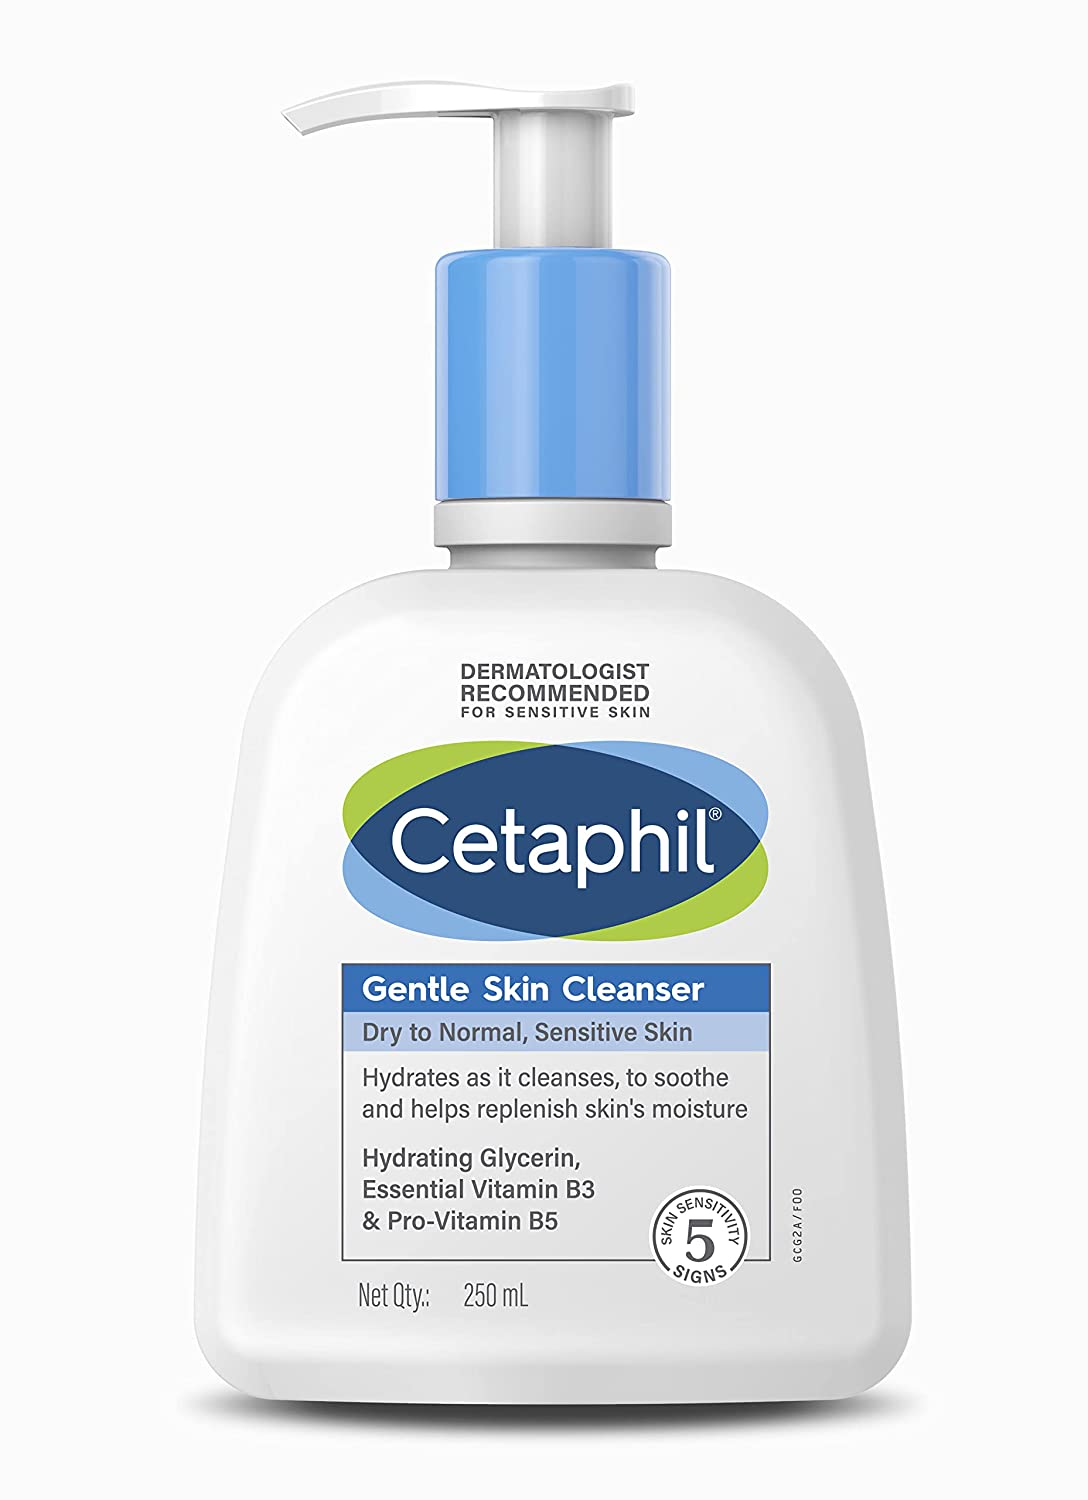 DERMATOLOGIST
RECOMMENDED
FOR SENSITIVE SKIN
Cetaphil®
Gentle Skin Cleanser
Dry to Normal, Sensitive Skin
Hydrates as it cleanses, to soothe
and helps replenish skin's moisture
Hydrating Glycerin,
Essential Vitamin B3
& Pro-Vitamin B5
SKIN SENSITIVITY
5
SIGNS
GCG2A/F00
Net Qty.: 250 mL